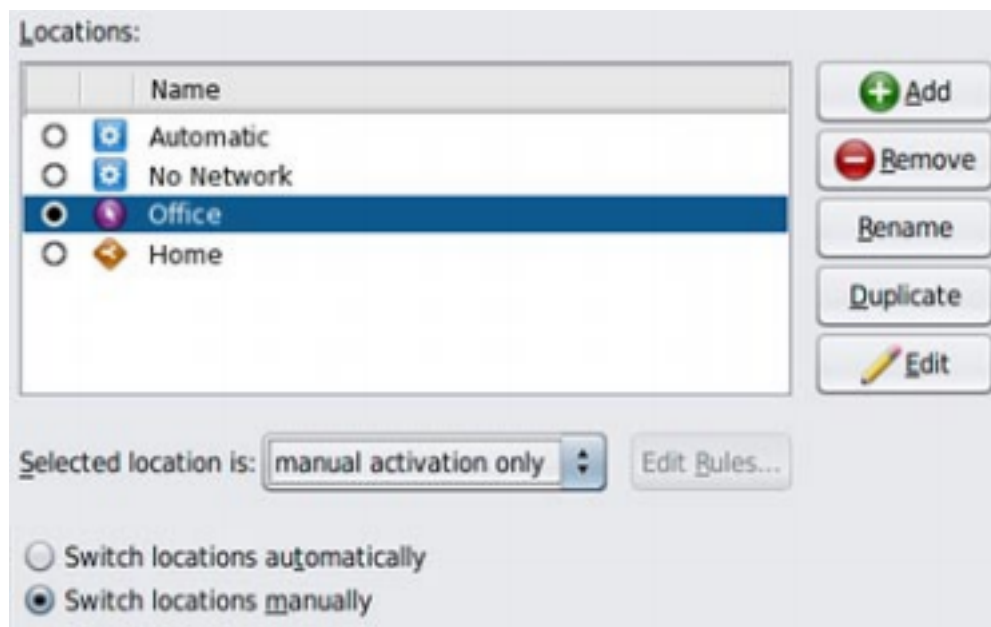 Locations:
Name
Automatic
No Network
Office
Home
Add
Remove
Rename
Duplicate
Edit
Selected location is: manual activation only Edit Rules...
Switch locations automatically
Switch locations manually